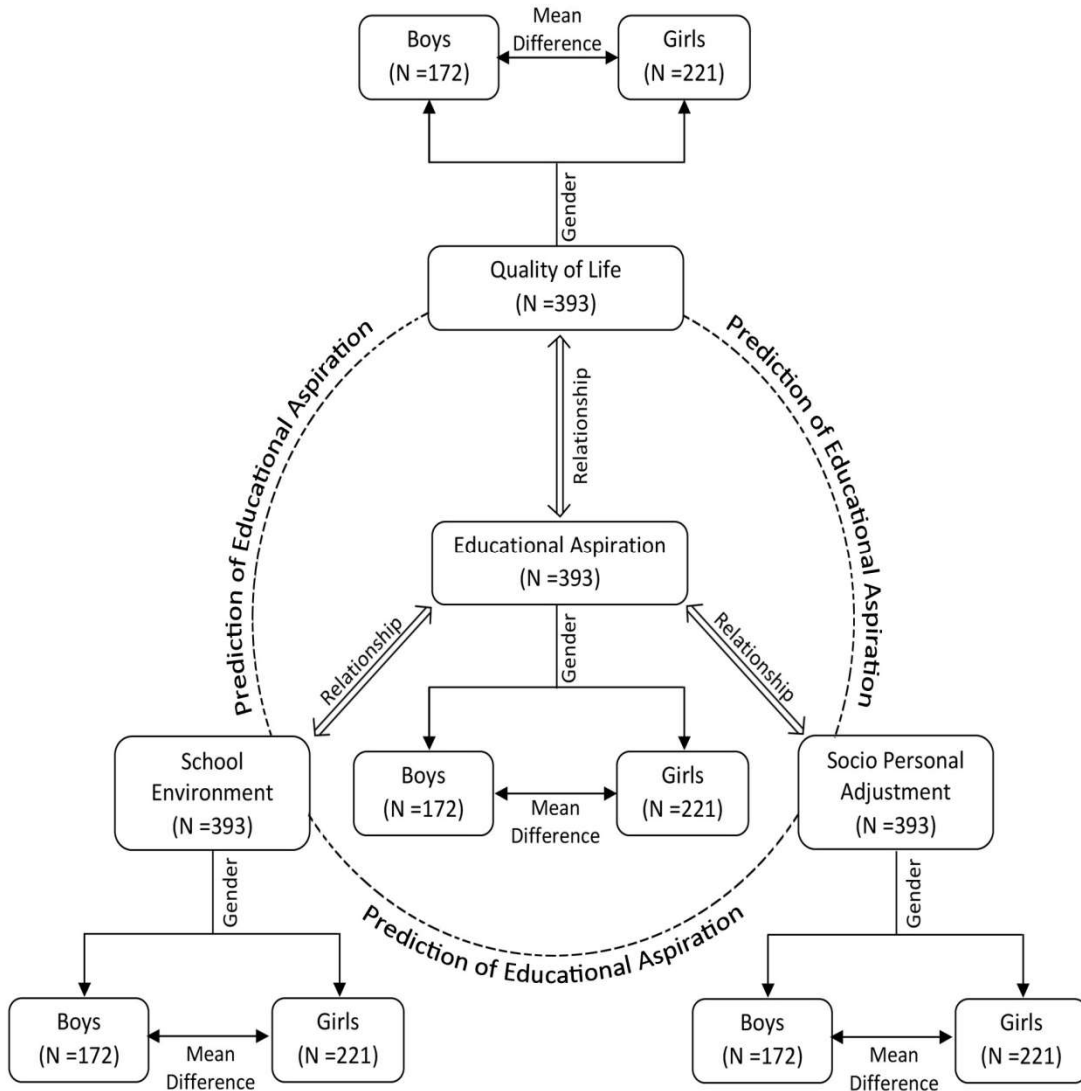 Boys
(N =172)
Mean
Difference
Girls
(N =221)
Gender
Quality of Life
(N =393)
Prediction of Educational Aspiration
Prediction of Educational Aspiration
Relationship
Educational Aspiration
(N =393)
Relationship
Relationship
Gender
Boys
(N =172)
Mean
Difference
Girls
(N =221)
School
Environment
(N =393)
Socio Personal
Adjustment
(N =393)
Prediction of Educational Aspiration
Gender
Boys
(N =172)
Mean
Difference
Girls
(N =221)
Gender
Boys
(N =172)
Mean
Difference
Girls
(N =221)